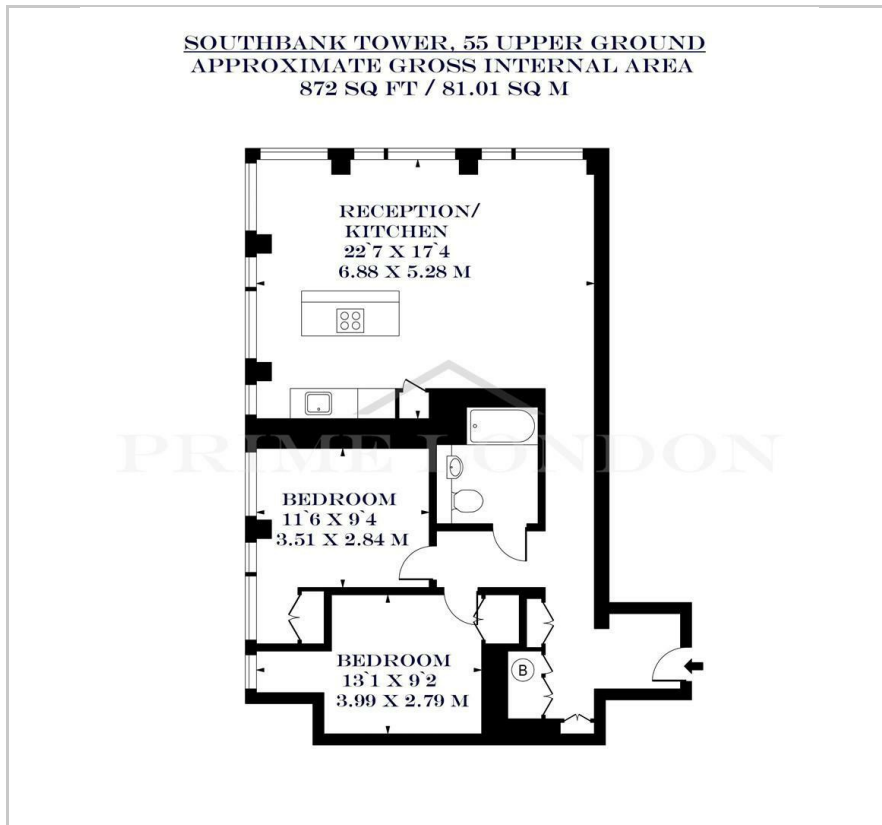 SOUTHBANK TOWER, 55 UPPER GROUND
APPROXIMATE GROSS INTERNAL AREA
872 SQ FT / 81.01 SQ M
RECEPTION/
KITCHEN
22`7 X 17`4
6.88 X 5.28 M
PRIME LONDON
BEDROOM
11`6 X 9`4
3.51 X 2.84 M
BEDROOM
13`1 X 9`2
3.99 X 2.79 M
B